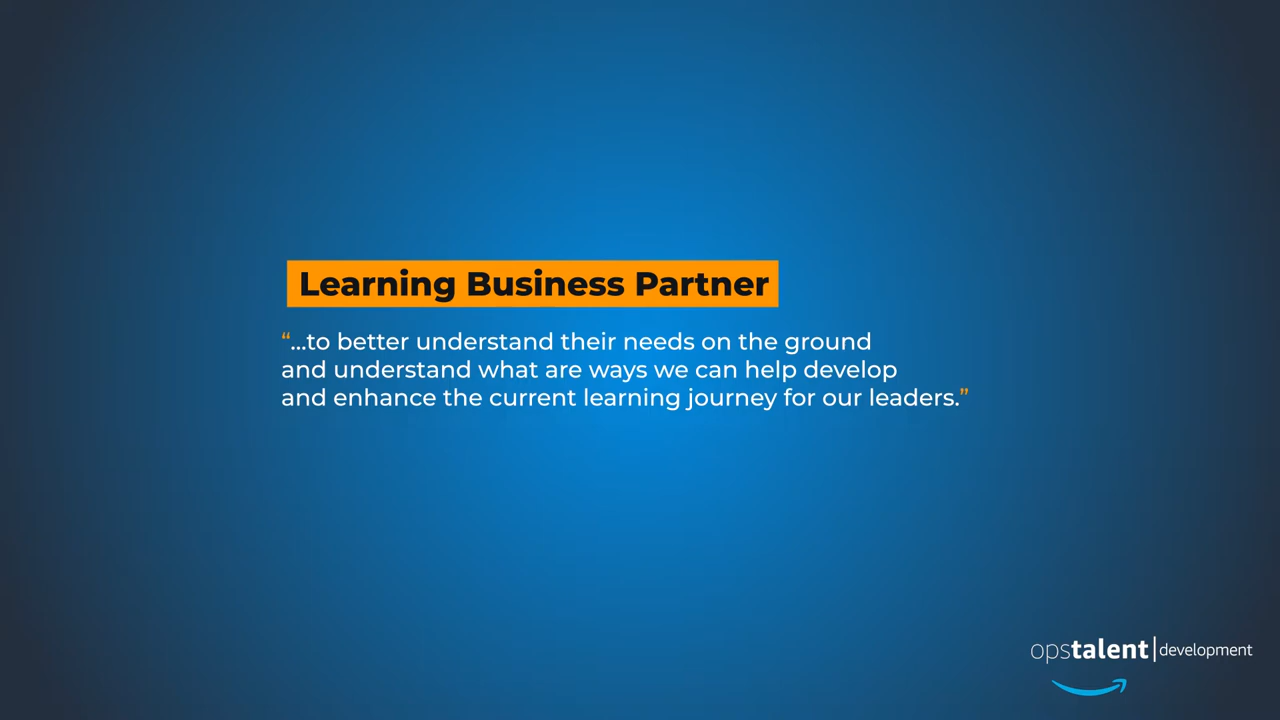 Learning Business Partner
“...to better understand their needs on the ground
and understand what are ways we can help develop
and enhance the current learning journey for our leaders.”
opstalent|development